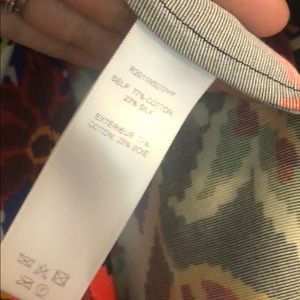 SELF: 77% COTTON,
23% SILK
EXTERIEUR 77%
COTON, 23% SOIE